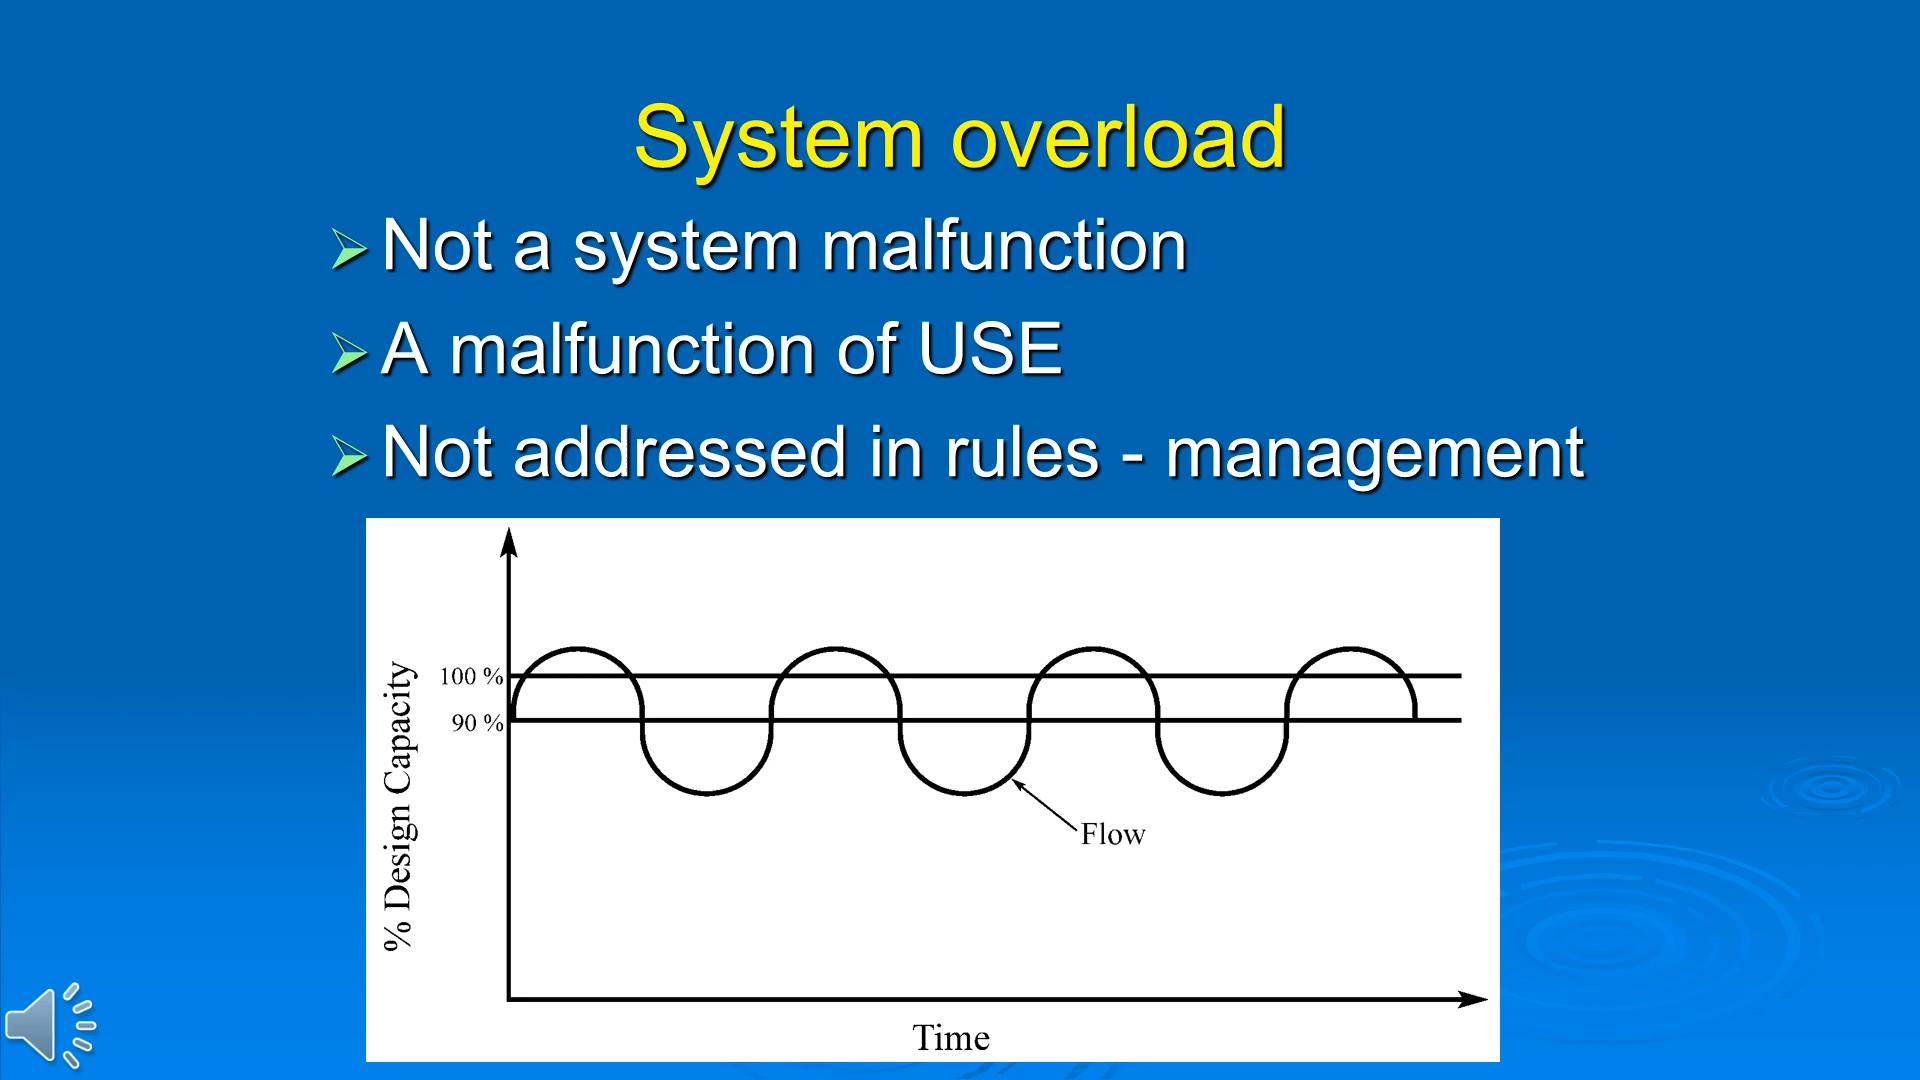 System overload
Not a system malfunction
A malfunction of USE
Not addressed in rules - management
% Design Capacity
100 %
90 %
Flow
Time